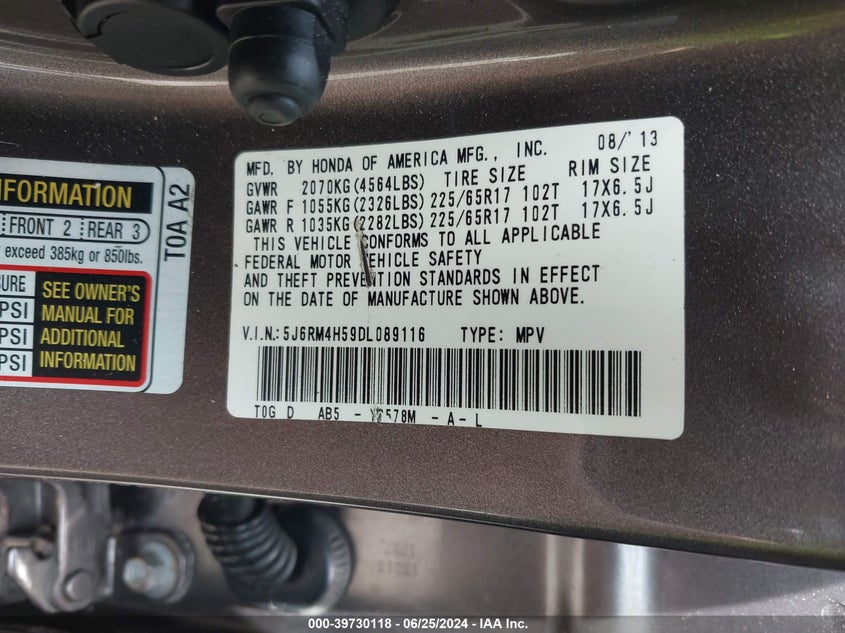 INFORMATION
FRONT 2 REAR 3
exceed 385kg or 850lbs.
PSI
PSI
PSI
SEE OWNER'S
MANUAL FOR
ADDITIONAL
INFORMATION
TOA A2
MFD. BY HONDA OF AMERICA MFG., INC. 08/'13
GVWR 2070KG(4564LBS) TIRE SIZE RIM SIZE
GAWR F 1055KG(2326LBS) 225/65R17 102T 17X6.5J
GAWR R 1035KG(2282LBS) 225/65R17 102T 17X6.5J
THIS VEHICLE CONFORMS TO ALL APPLICABLE
FEDERAL MOTOR VEHICLE SAFETY
AND THEFT PREVENTION STANDARDS IN EFFECT
ON THE DATE OF MANUFACTURE SHOWN ABOVE.
V.I.N.:5J6RM4H59DL089116 TYPE: MPV
TOG D AB5 - YR578M - A - L
000-39730118 - 06/25/2024 - IAA Inc.